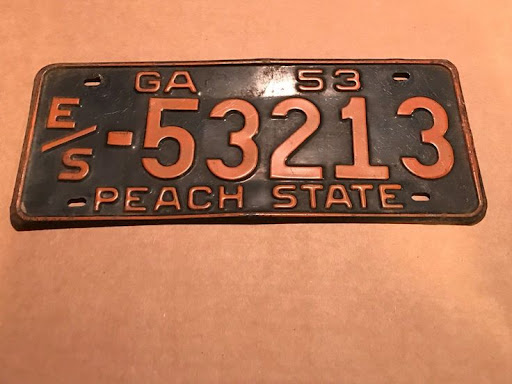 GA 53
E/S-53213
PEACH STATE